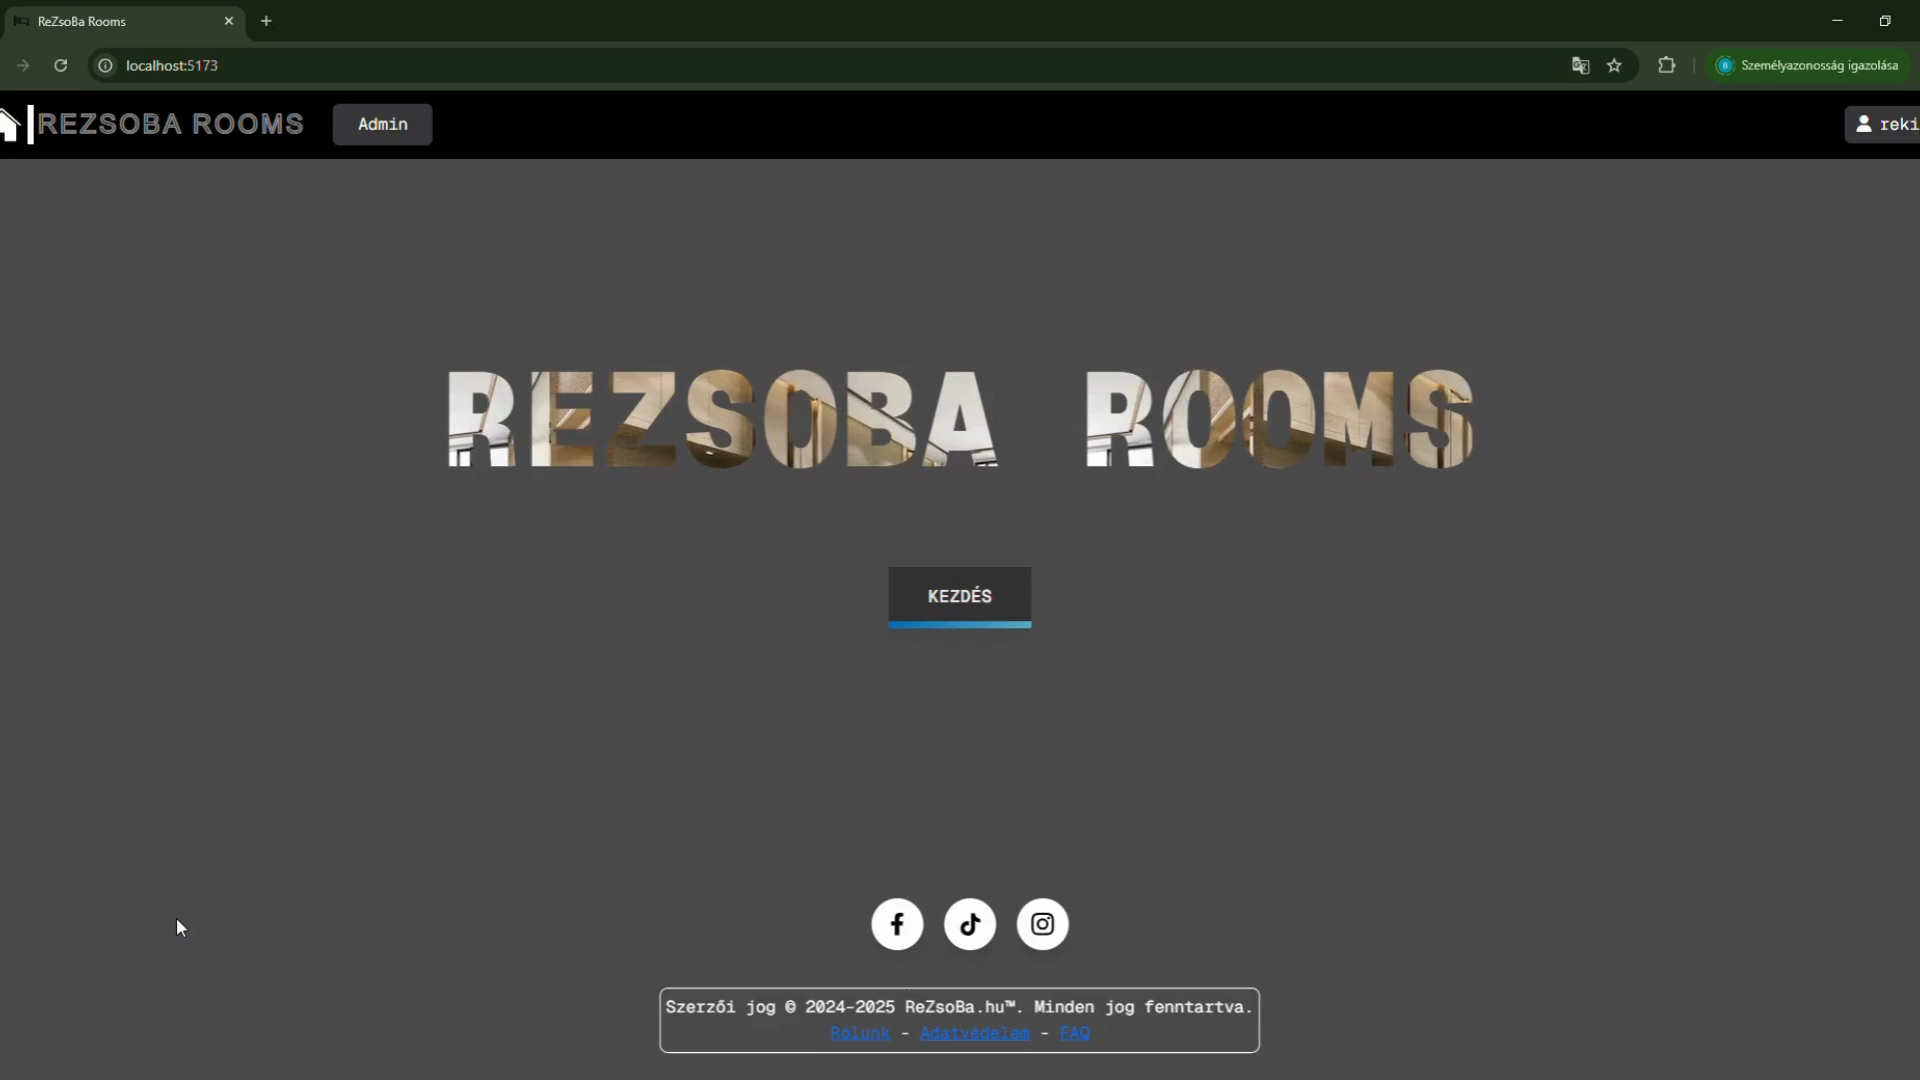 ReZsoBa Rooms
localhost:5173
Személyazonosság igazolása
REZSOBA ROOMS
Admin
reki
REZSOBA ROOMS
KEZDÉS
Szerzői jog © 2024-2025 ReZsoBa.hu™. Minden jog fenntartva.
Rólunk - Adatvédelem - FAQ